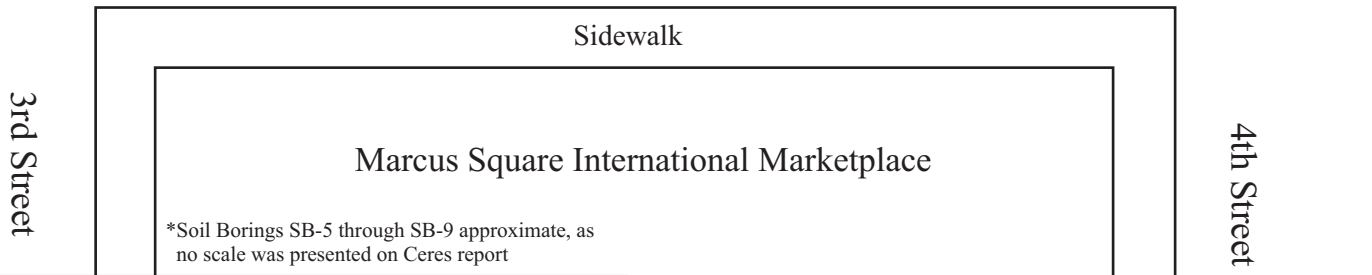 Sidewalk
3rd Street
Marcus Square International Marketplace
4th Street
*Soil Borings SB-5 through SB-9 approximate, as
no scale was presented on Ceres report